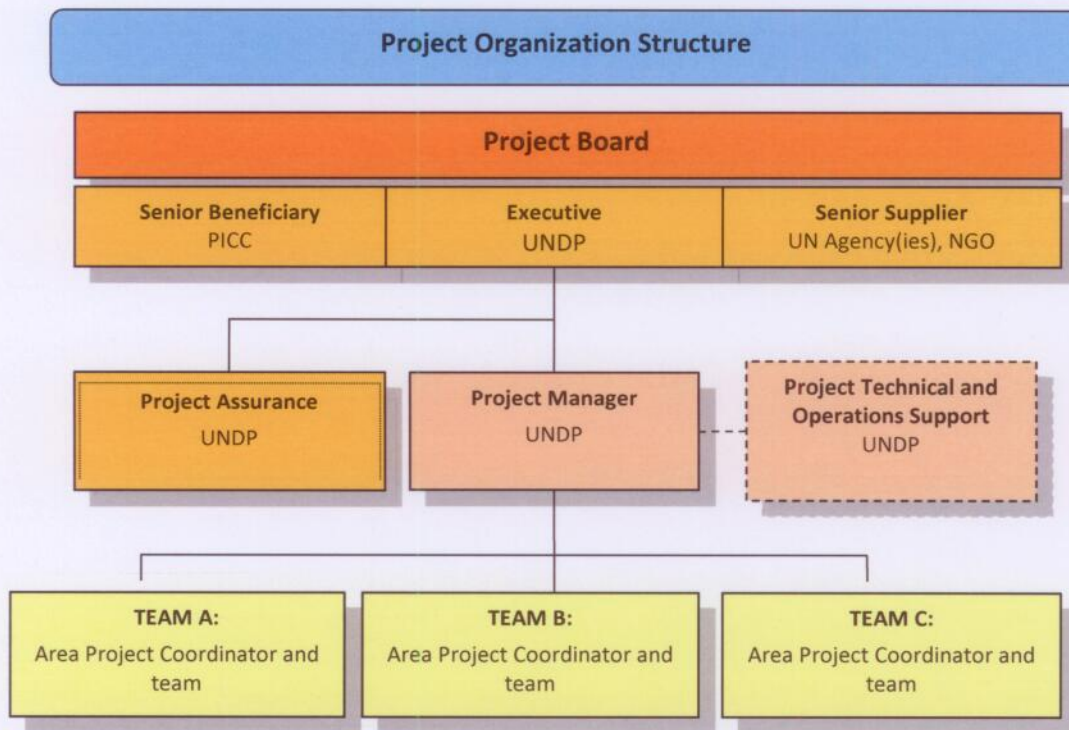 Project Organization Structure
Project Board
Senior Beneficiary
PICC
Executive
UNDP
Senior Supplier
UN Agency(ies), NGO
Project Assurance
UNDP
Project Manager
UNDP
Project Technical and
Operations Support
UNDP
TEAM A:
Area Project Coordinator and
team
TEAM B:
Area Project Coordinator and
team
TEAM C:
Area Project Coordinator and
team